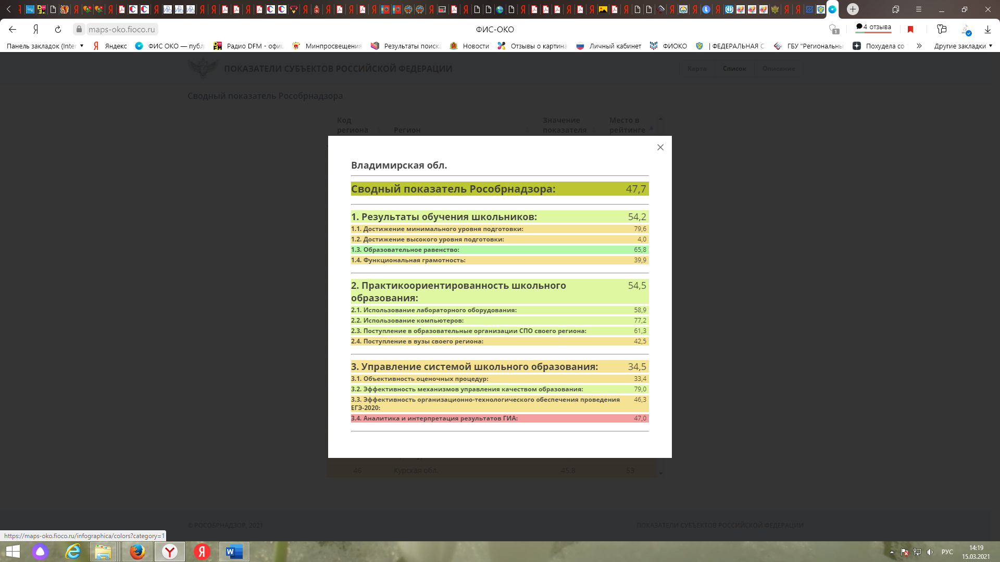 maps-oko.fioco.ru
ФИС-ОКО
1
4 отзыва
Панель закладок (Inter
Яндекс
ФИС ОКО — публ
Радио DFM - офиц
Минпросвещения
Результаты поиска
Новости
Отзывы о картина
Личный кабинет
ФИОКО
| ФЕДЕРАЛЬНАЯ С
ГБУ "Региональны
Похудела со
Другие закладки
ПОКАЗАТЕЛИ СУБЪЕКТОВ РОССИЙСКОЙ ФЕДЕРАЦИИ
Карта
Список
Описание
Сводный показатель Рособрнадзора
Код региона
Регион
Значение показателя
Место в рейтинге
Владимирская обл.
Сводный показатель Рособрнадзора: 47,7
1. Результаты обучения школьников: 54,2
1.1. Достижение минимального уровня подготовки: 79,6
1.2. Достижение высокого уровня подготовки: 4,0
1.3. Образовательное равенство: 65,8
1.4. Функциональная грамотность: 39,9
2. Практикоориентированность школьного 54,5
образования:
2.1. Использование лабораторного оборудования: 58,9
2.2. Использование компьютеров: 77,2
2.3. Поступление в образовательные организации СПО своего региона: 61,3
2.4. Поступление в вузы своего региона: 42,5
3. Управление системой школьного образования: 34,5
3.1. Объективность оценочных процедур: 33,4
3.2. Эффективность механизмов управления качеством образования: 79,0
3.3. Эффективность организационно-технологического обеспечения проведения 46,3
ЕГЭ-2020:
3.4. Аналитика и интерпретация результатов ГИА: 47,0
46 Курская обл. 45,8 53
© РОСОБРНАДЗОР, 2021
ПОКАЗАТЕЛИ СУБЪЕКТОВ РОССИЙСКОЙ ФЕДЕРАЦИИ
https://maps-oko.fioco.ru/infographica/colors?category=1
РУС
14:19
15.03.2021